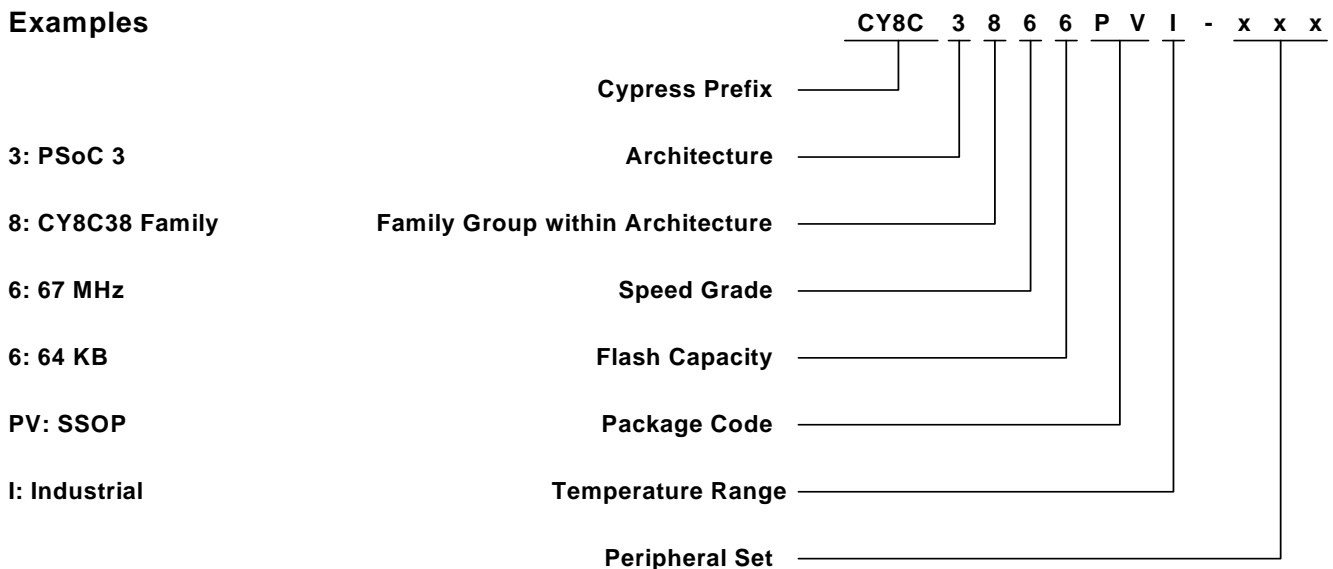 Examples CY8C 3 8 6 6 P V I - x x x
Cypress Prefix
3: PSoC 3 Architecture
8: CY8C38 Family Family Group within Architecture
6: 67 MHz Speed Grade
6: 64 KB Flash Capacity
PV: SSOP Package Code
I: Industrial Temperature Range
Peripheral Set